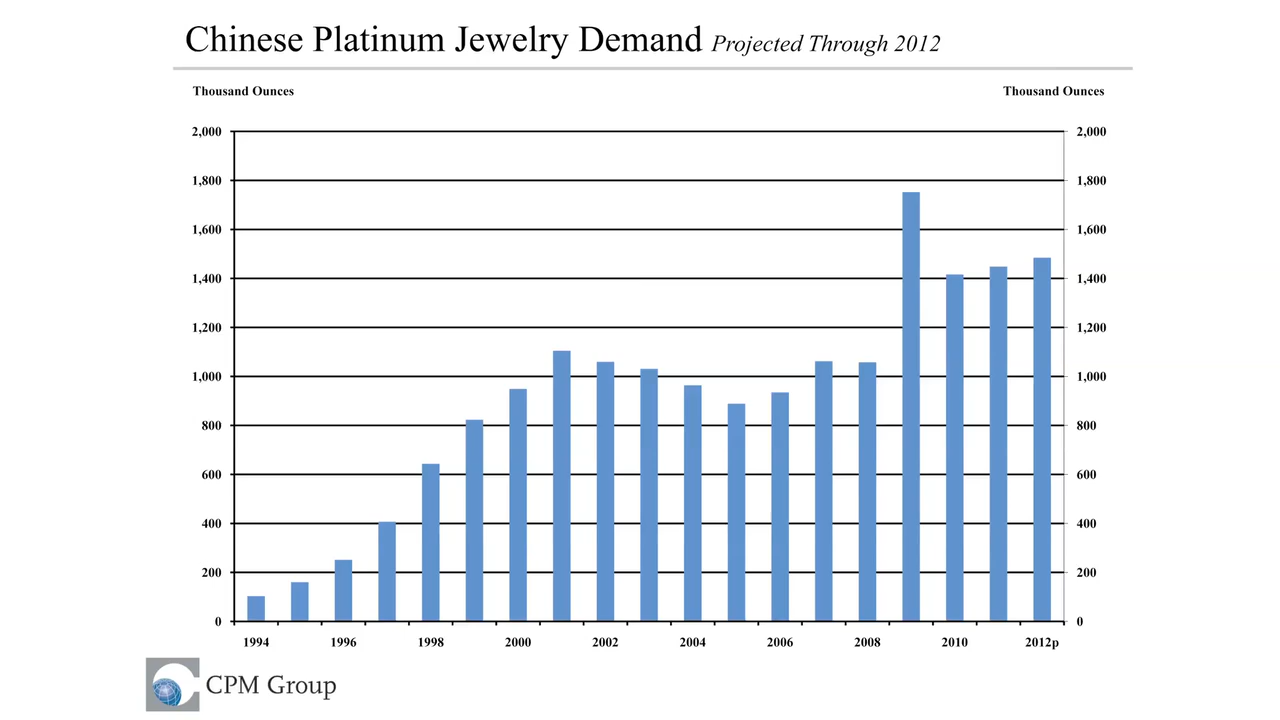 Chinese Platinum Jewelry Demand Projected Through 2012
Thousand Ounces Thousand Ounces
2,000 2,000
1,800 1,800
1,600 1,600
1,400 1,400
1,200 1,200
1,000 1,000
800 800
600 600
400 400
200 200
0 0
1994 1996 1998 2000 2002 2004 2006 2008 2010 2012p
CPM Group